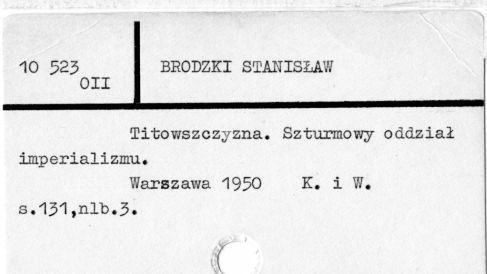 10 523
OII
BRODZKI STANISŁAW
Titowszczyzna. Szturmowy oddział
imperializmu.
Warszawa 1950 K. i W.
s.131,nlb.3.